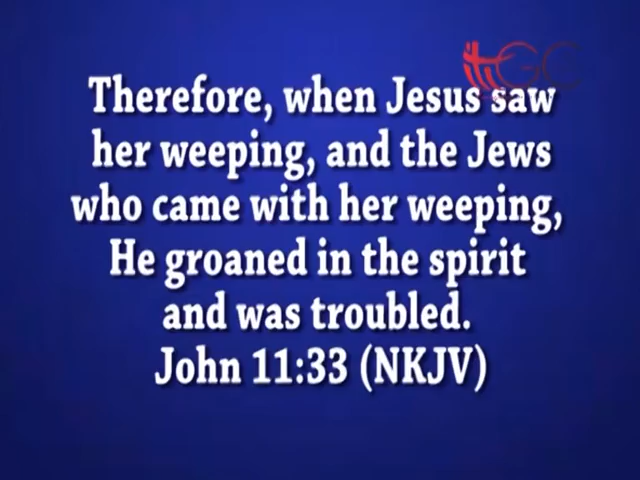 GC
Therefore, when Jesus saw
her weeping, and the Jews
who came with her weeping,
He groaned in the spirit
and was troubled.
John 11:33 (NKJV)